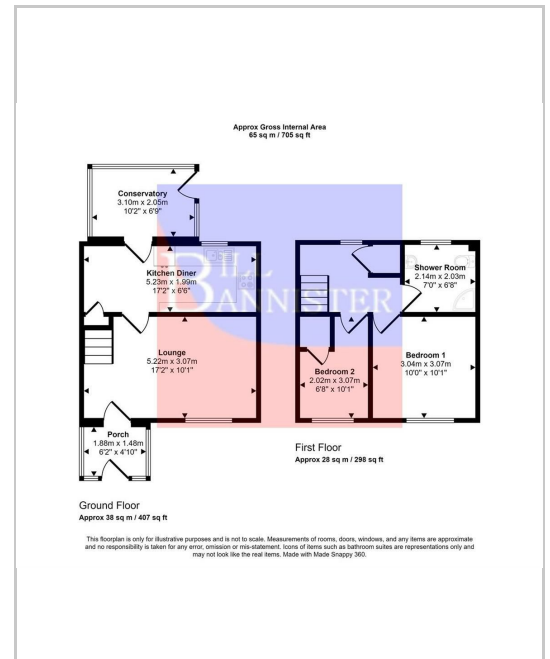 Approx Gross Internal Area
65 sq m / 705 sq ft
Conservatory
3.10m x 2.05m
10'2" x 6'9"
Kitchen Diner
5.23m x 1.99m
17'2" x 6'6"
Shower Room
2.14m x 2.03m
7'0" x 6'8"
BILL
BANNISTER
Lounge
5.22m x 3.07m
17'2" x 10'1"
Bedroom 2
2.02m x 3.07m
6'8" x 10'1"
Bedroom 1
3.04m x 3.07m
10'0" x 10'1"
Porch
1.88m x 1.48m
6'2" x 4'10"
First Floor
Approx 28 sq m / 298 sq ft
Ground Floor
Approx 38 sq m / 407 sq ft
This floorplan is only for illustrative purposes and is not to scale. Measurements of rooms, doors, windows, and any items are approximate
and no responsibility is taken for any error, omission or mis-statement. Icons of items such as bathroom suites are representations only and
may not look like the real items. Made with Made Snappy 360.